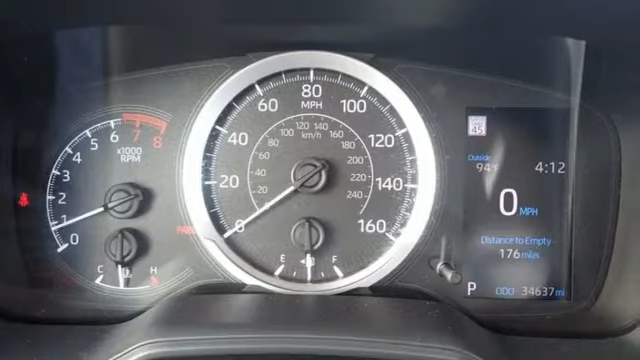 0
1
2
3
4
5
6
7
8
x1000
RPM
C
H
PARK
0
20
40
60
80
100
120
140
160
MPH
20
40
60
80
100
120
140
160
180
200
220
240
km/h
E
F
45
Outside
94°F
4:12
0 MPH
Distance to Empty
176 miles
P
ODO 34637 mi